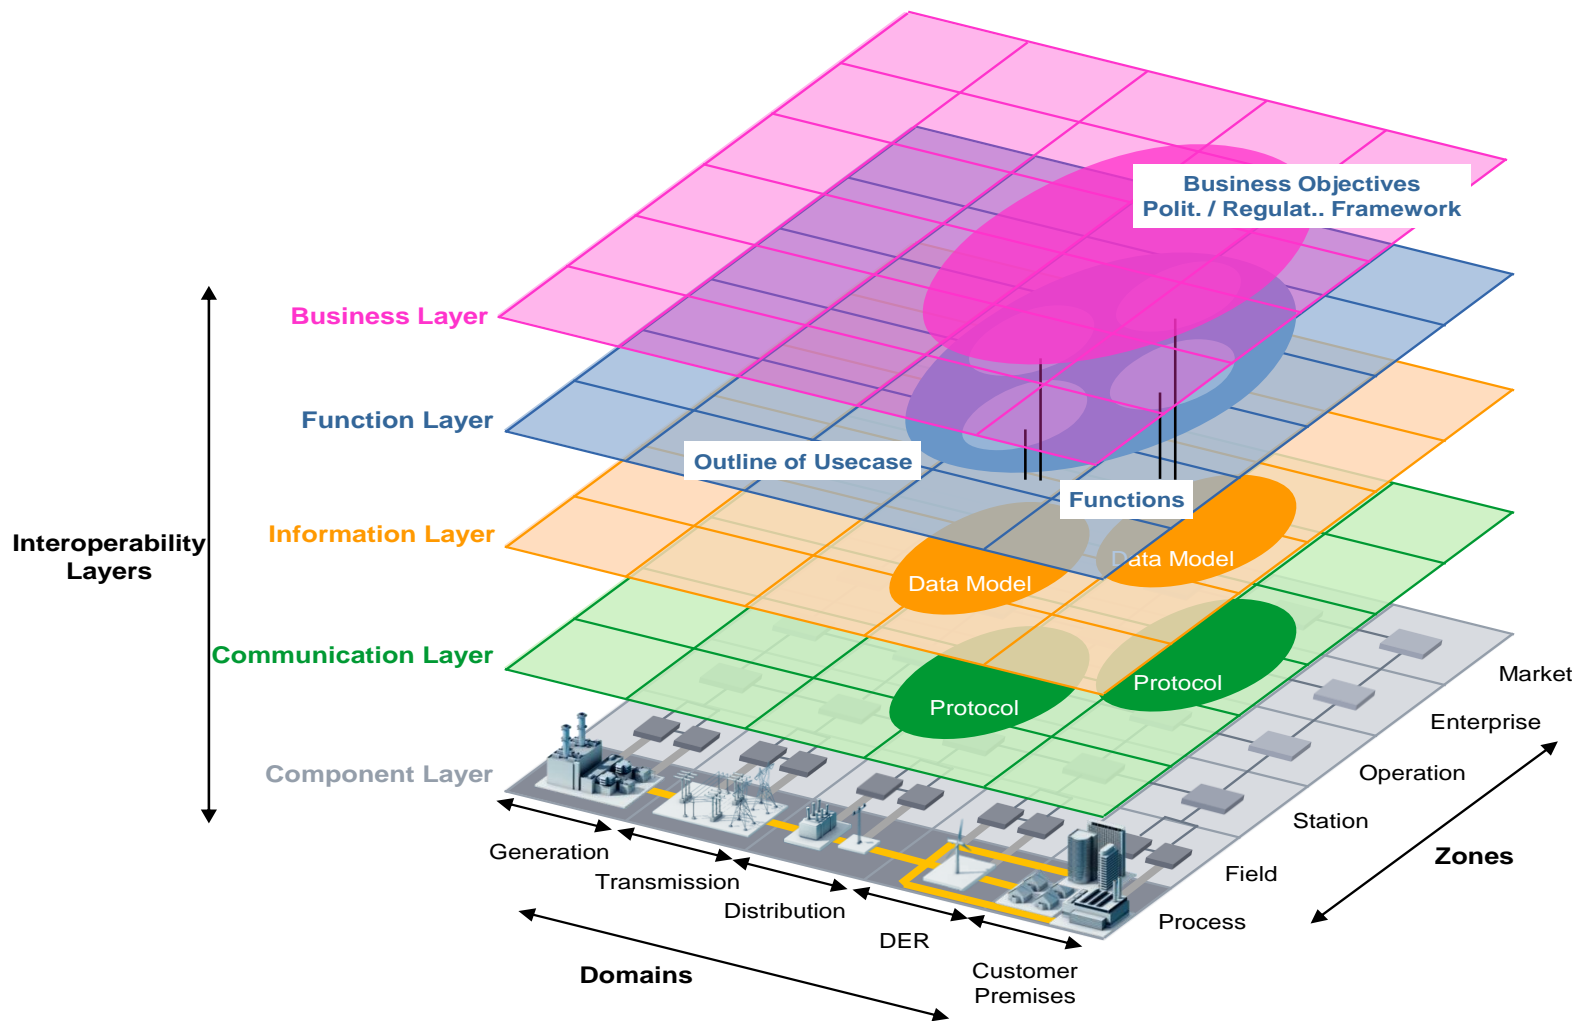 Business Objectives
Polit. / Regulat.. Framework
Business Layer
Function Layer
Outline of Usecase
Functions
Information Layer
Interoperability
Layers
Data Model
Data Model
Communication Layer
Protocol
Protocol
Component Layer
Market
Enterprise
Operation
Station
Field
Process
Zones
Generation
Transmission
Distribution
DER
Customer
Premises
Domains